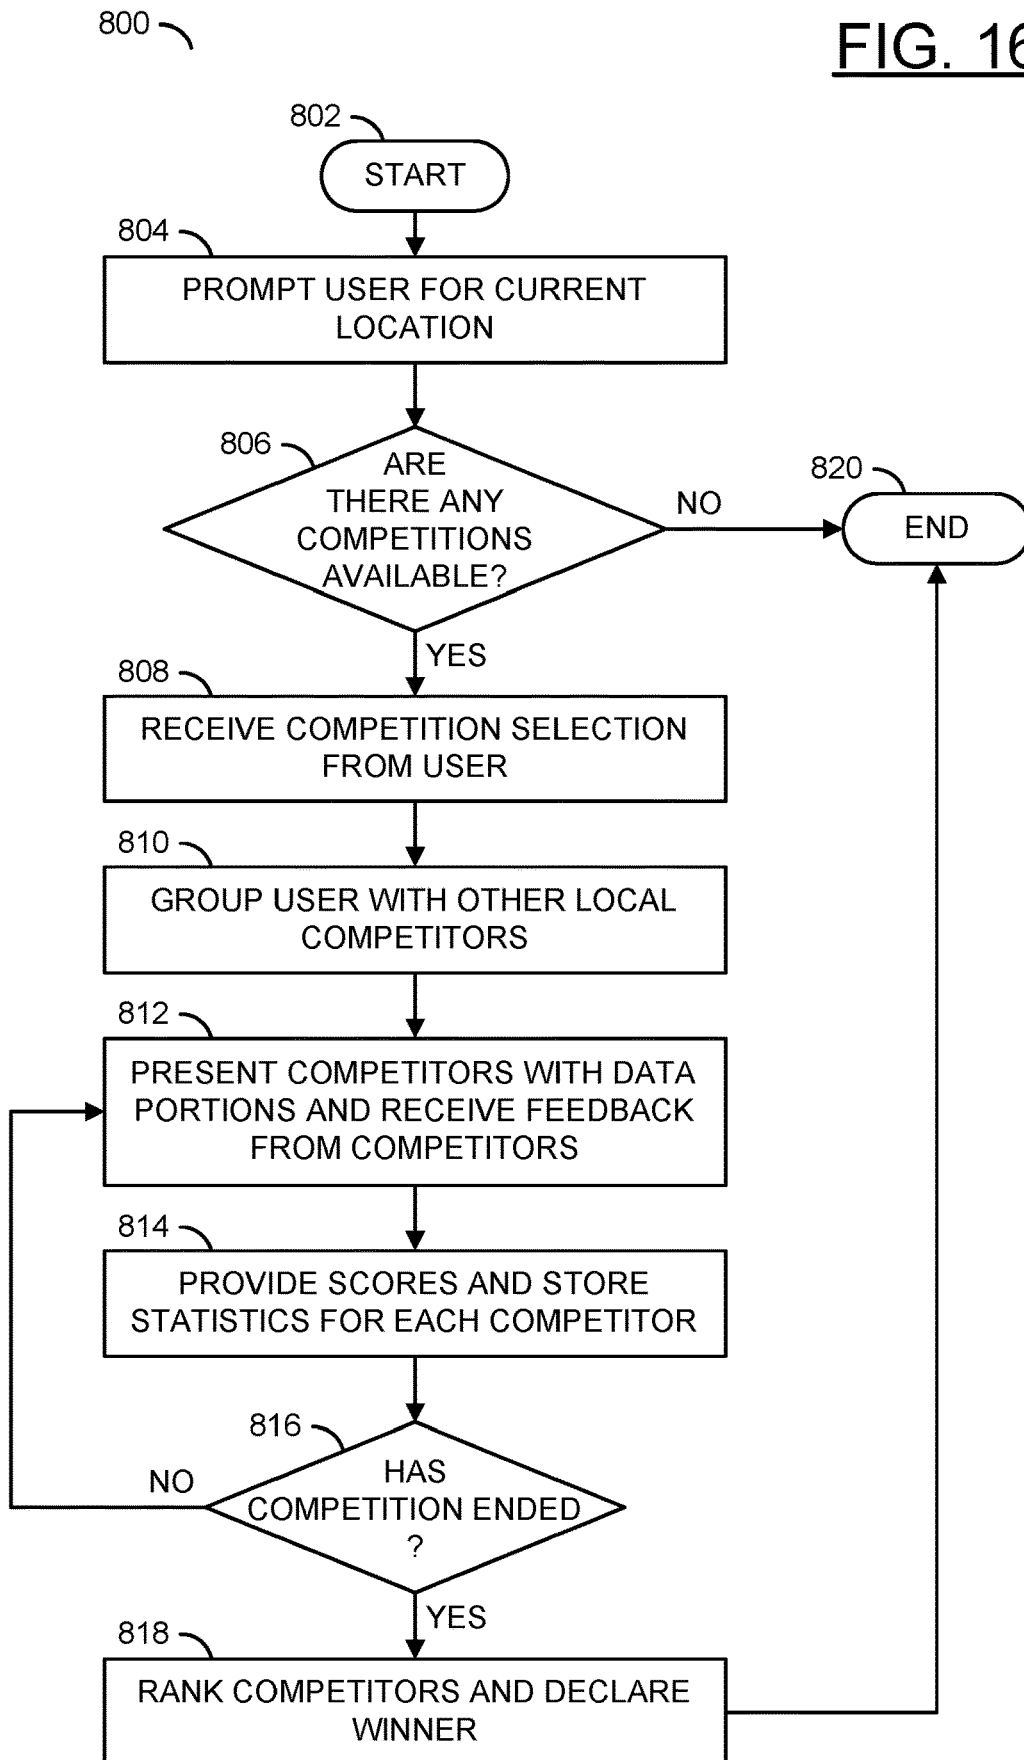 800
FIG. 16
802
START
804
PROMPT USER FOR CURRENT
LOCATION
806
ARE
THERE ANY
COMPETITIONS
AVAILABLE?
NO
820
END
YES
808
RECEIVE COMPETITION SELECTION
FROM USER
810
GROUP USER WITH OTHER LOCAL
COMPETITORS
812
PRESENT COMPETITORS WITH DATA
PORTIONS AND RECEIVE FEEDBACK
FROM COMPETITORS
814
PROVIDE SCORES AND STORE
STATISTICS FOR EACH COMPETITOR
816
HAS
COMPETITION ENDED
?
NO
YES
818
RANK COMPETITORS AND DECLARE
WINNER